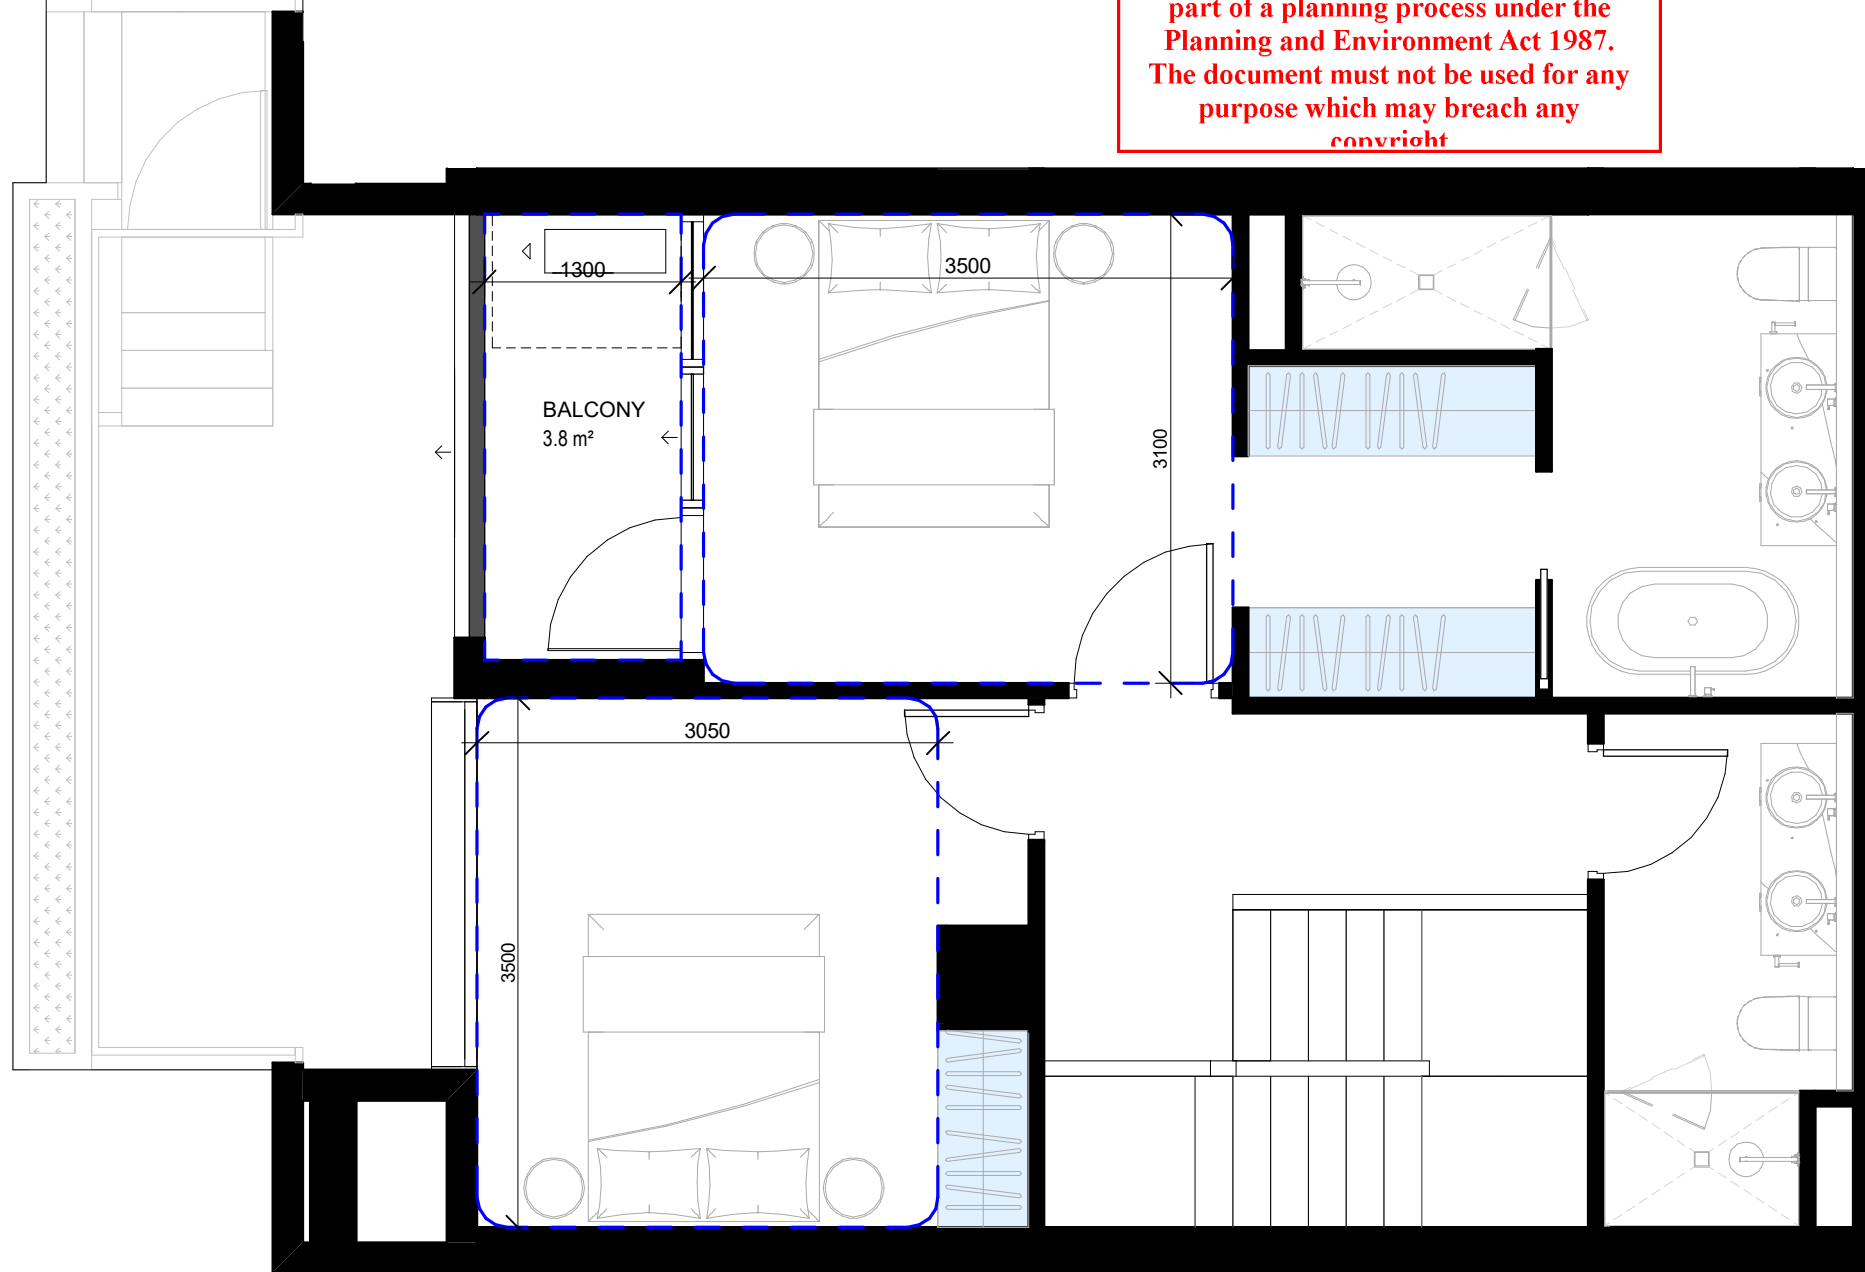 part of a planning process under the
Planning and Environment Act 1987.
The document must not be used for any
purpose which may breach any
copyright
1300
3500
BALCONY
3.8 m²
3100
3050
3500